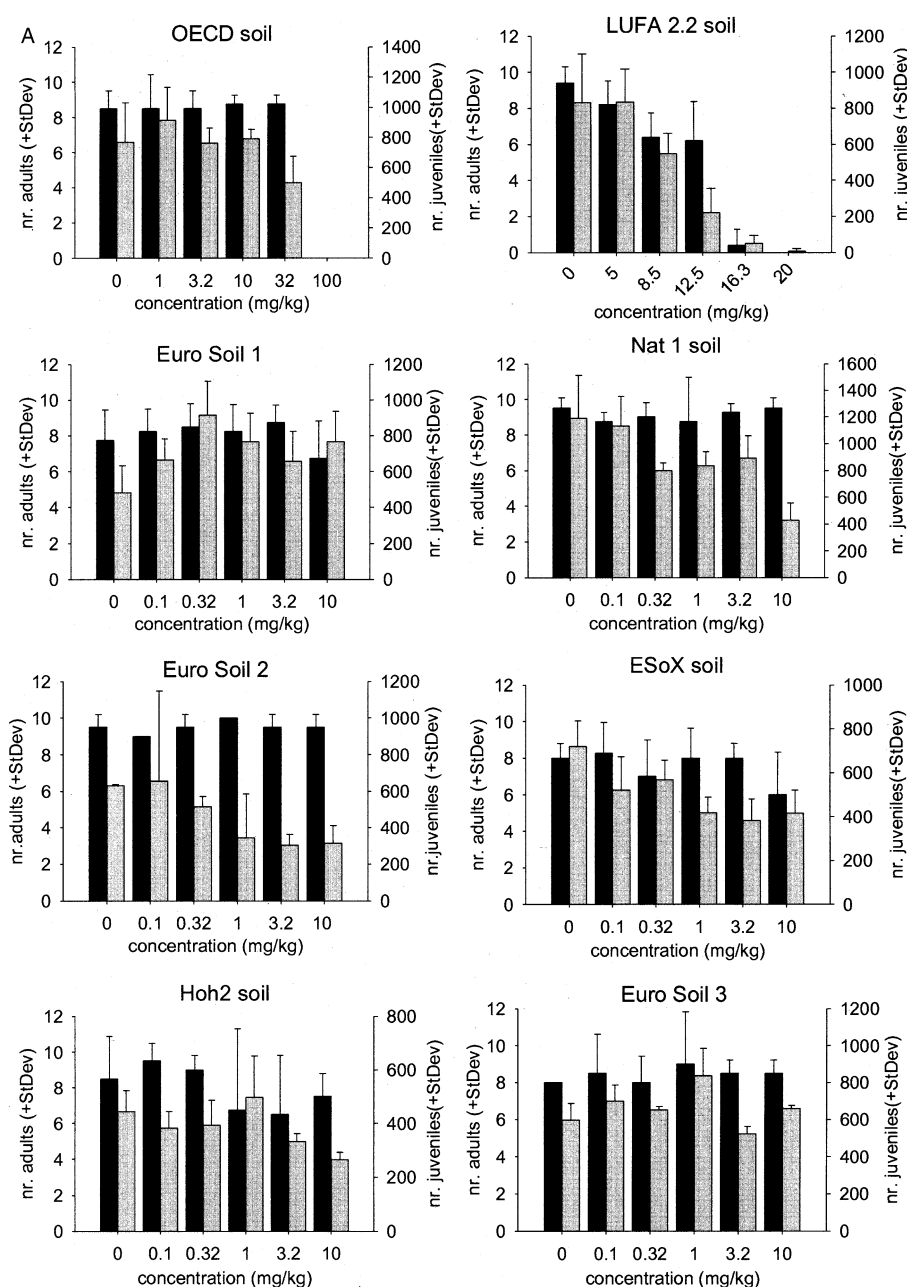 A
OECD soil
12
10
8
6
4
2
0
nr. adults (+StDev)
1400
1200
1000
800
600
400
200
0
nr. juveniles(+StDev)
0 1 3.2 10 32 100
concentration (mg/kg)
LUFA 2.2 soil
12
10
8
6
4
2
0
nr. adults (+StDev)
1200
1000
800
600
400
200
0
nr. juveniles (+StDev)
0 5 8.5 12.5 16.3 20
concentration (mg/kg)
Euro Soil 1
12
10
8
6
4
2
0
nr. adults (+StDev)
1200
1000
800
600
400
200
0
nr. juveniles(+StDev)
0 0.1 0.32 1 3.2 10
concentration (mg/kg)
Nat 1 soil
12
10
8
6
4
2
0
nr. adults (+StDev)
1600
1400
1200
1000
800
600
400
200
0
nr. juveniles(+StDev)
0 0.1 0.32 1 3.2 10
concentration (mg/kg)
Euro Soil 2
12
10
8
6
4
2
0
nr.adults (+StDev)
1200
1000
800
600
400
200
0
nr.juveniles (+StDev)
0 0.1 0.32 1 3.2 10
concentration (mg/kg)
ESoX soil
12
10
8
6
4
2
0
nr. adults (+StDev)
1000
800
600
400
200
0
nr. juveniles(+StDev)
0 0.1 0.32 1 3.2 10
concentration (mg/kg)
Hoh2 soil
12
10
8
6
4
2
0
nr. adults (+StDev)
800
600
400
200
0
nr. juveniles(+StDev)
0 0.1 0.32 1 3.2 10
concentration (mg/kg)
Euro Soil 3
12
10
8
6
4
2
0
nr. adults (+StDev)
1200
1000
800
600
400
200
0
nr. juveniles(+StDev)
0 0.1 0.32 1 3.2 10
concentration (mg/kg)